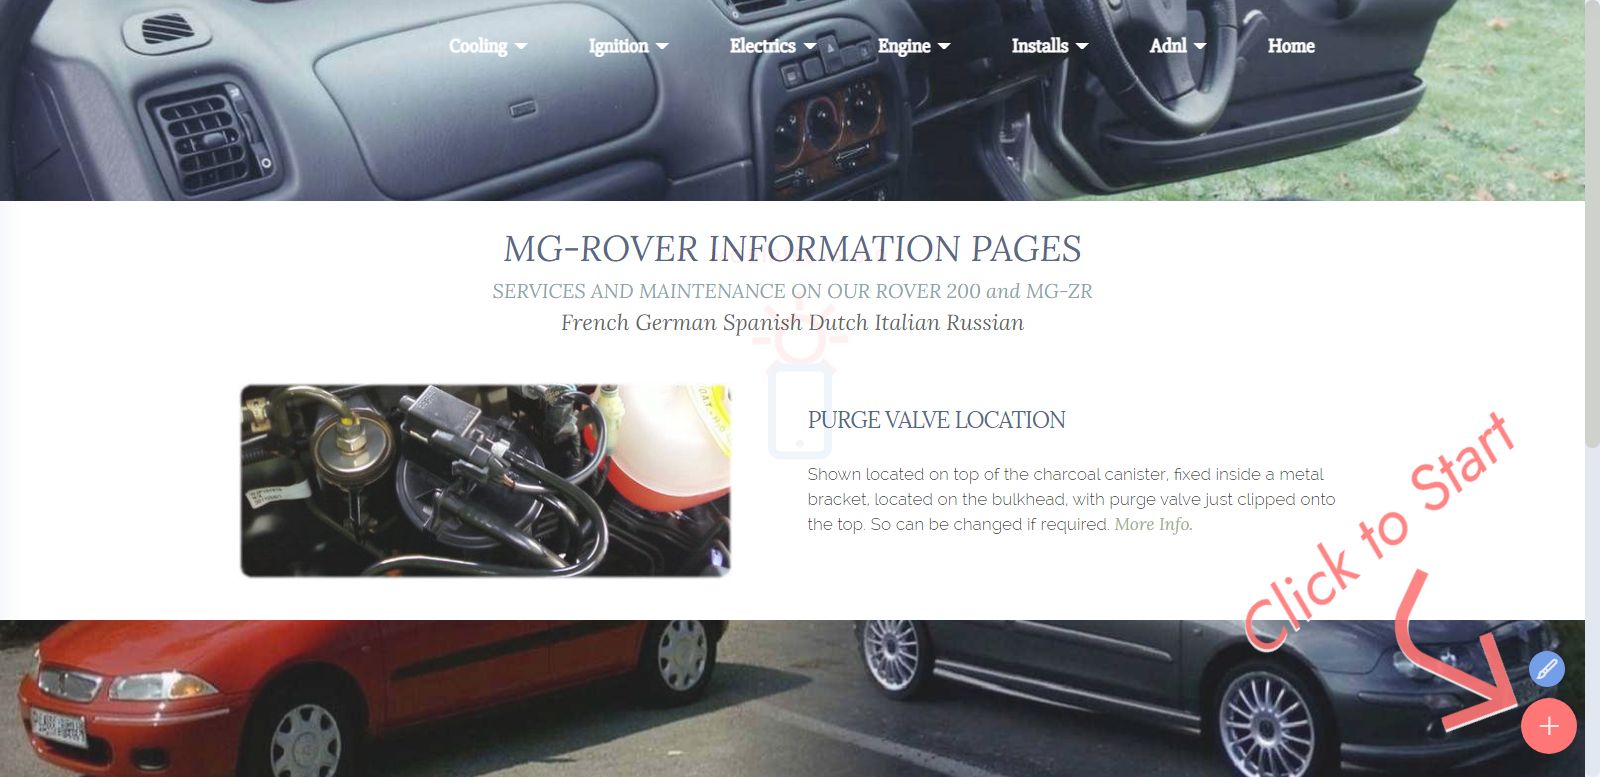 Cooling Ignition Electrics Engine Installs Adnl Home
MG-ROVER INFORMATION PAGES
SERVICES AND MAINTENANCE ON OUR ROVER 200 and MG-ZR
French German Spanish Dutch Italian Russian
PURGE VALVE LOCATION
Shown located on top of the charcoal canister, fixed inside a metal
bracket, located on the bulkhead, with purge valve just clipped onto
the top. So can be changed if required. More Info.
Click to Start